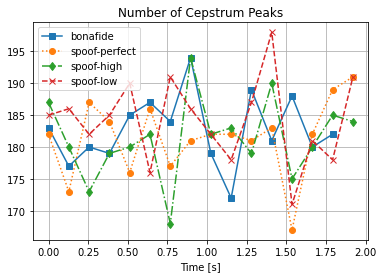 Number of Cepstrum Peaks
bonafide
spoof-perfect
spoof-high
spoof-low
195
190
185
180
175
170
0.00 0.25 0.50 0.75 1.00 1.25 1.50 1.75 2.00
Time [s]